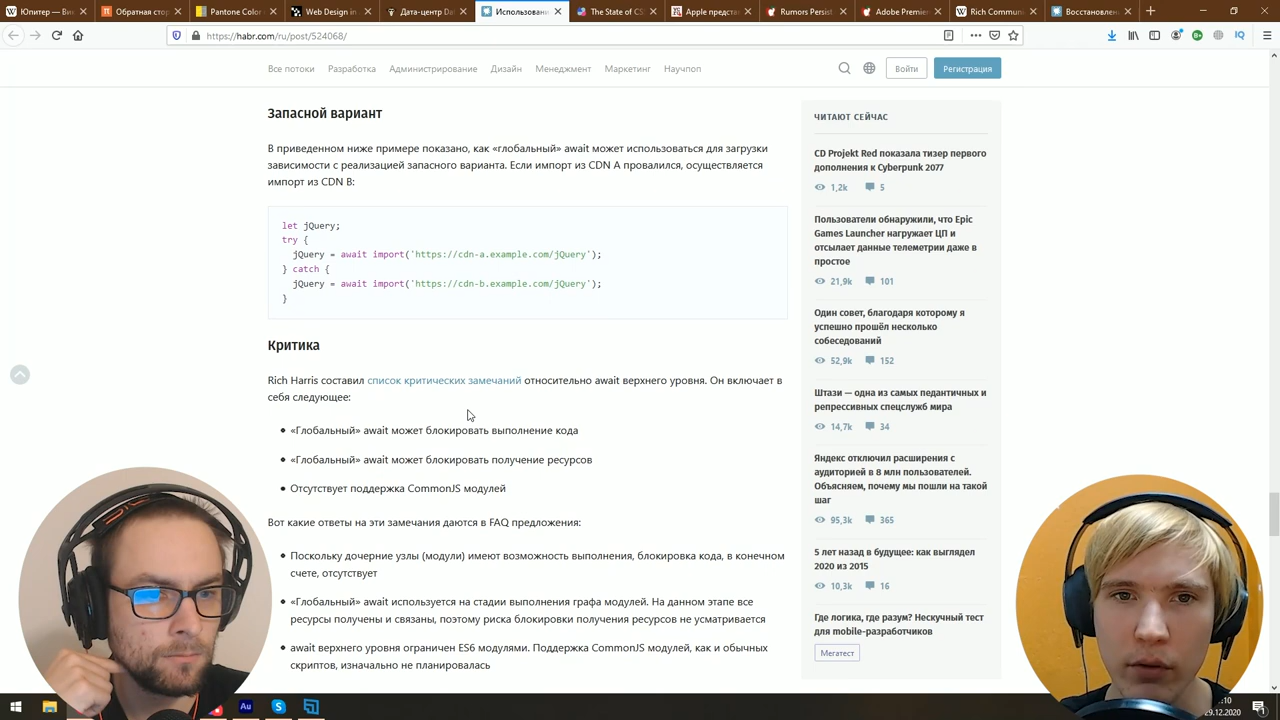 Юмтерк — Вик
Обратная стор
Pantone Color
Web Design in
Дата-центр Da
Использовани
The State of CS
Apple предста
Rumors Persist
Adobe Premier
Rich Commun
Восстановлен
https://habr.com/ru/post/524068/
Все потоки Разработка Администрирование Дизайн Менеджмент Маркетинг Научпоп
Войти Регистрация
Запасной вариант
В приведенном ниже примере показано, как «глобальный» await может использоваться для загрузки
зависимости с реализацией запасного варианта. Если импорт из CDN A провалился, осуществляется
импорт из CDN B:
let jQuery;
try {
jQuery = await import('https://cdn-a.example.com/jQuery');
} catch {
jQuery = await import('https://cdn-b.example.com/jQuery');
}
Критика
Rich Harris составил список критических замечаний относительно await верхнего уровня. Он включает в
себя следующее:
«Глобальный» await может блокировать выполнение кода
«Глобальный» await может блокировать получение ресурсов
Отсутствует поддержка CommonJS модулей
Вот какие ответы на эти замечания даются в FAQ предложения:
Поскольку дочерние узлы (модули) имеют возможность выполнения, блокировка кода, в конечном
счете, отсутствует
«Глобальный» await используется на стадии выполнения графа модулей. На данном этапе все
ресурсы получены и связаны, поэтому риска блокировки получения ресурсов не усматривается
await верхнего уровня ограничен ES6 модулями. Поддержка CommonJS модулей, как и обычных
скриптов, изначально не планировалась
ЧИТАЮТ СЕЙЧАС
CD Projekt Red показала тизер первого
дополнения к Cyberpunk 2077
1,2k 5
Пользователи обнаружили, что Epic
Games Launcher нагружает ЦП и
отсылает данные телеметрии даже в
простое
21,9k 101
Один совет, благодаря которому я
успешно прошёл несколько
собеседований
52,9k 152
Штази — одна из самых педантичных и
репрессивных спецслужб мира
14,7k 34
Яндекс отключил расширения с
аудиторией в 8 млн пользователей.
Объясняем, почему мы пошли на такой
шаг
95,3k 365
5 лет назад в будущее: как выглядел
2020 из 2015
10,3k 86
Где логика, где разум? Нескучный тест
для mobile-разработчиков
Мегатест
Au
:10
29.12.2020